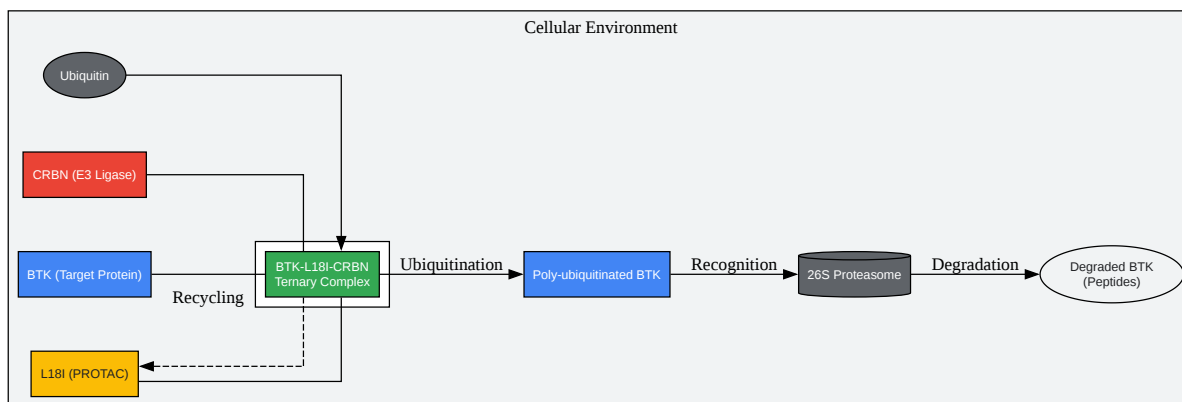 Cellular Environment
Ubiquitin
CRBN (E3 Ligase)
BTK (Target Protein)
BTK-L18I-CRBN
Ternary Complex
Ubiquitination
Poly-ubiquitinated BTK
Recognition
26S Proteasome
Degradation
Degraded BTK
(Peptides)
Recycling
L18I (PROTAC)